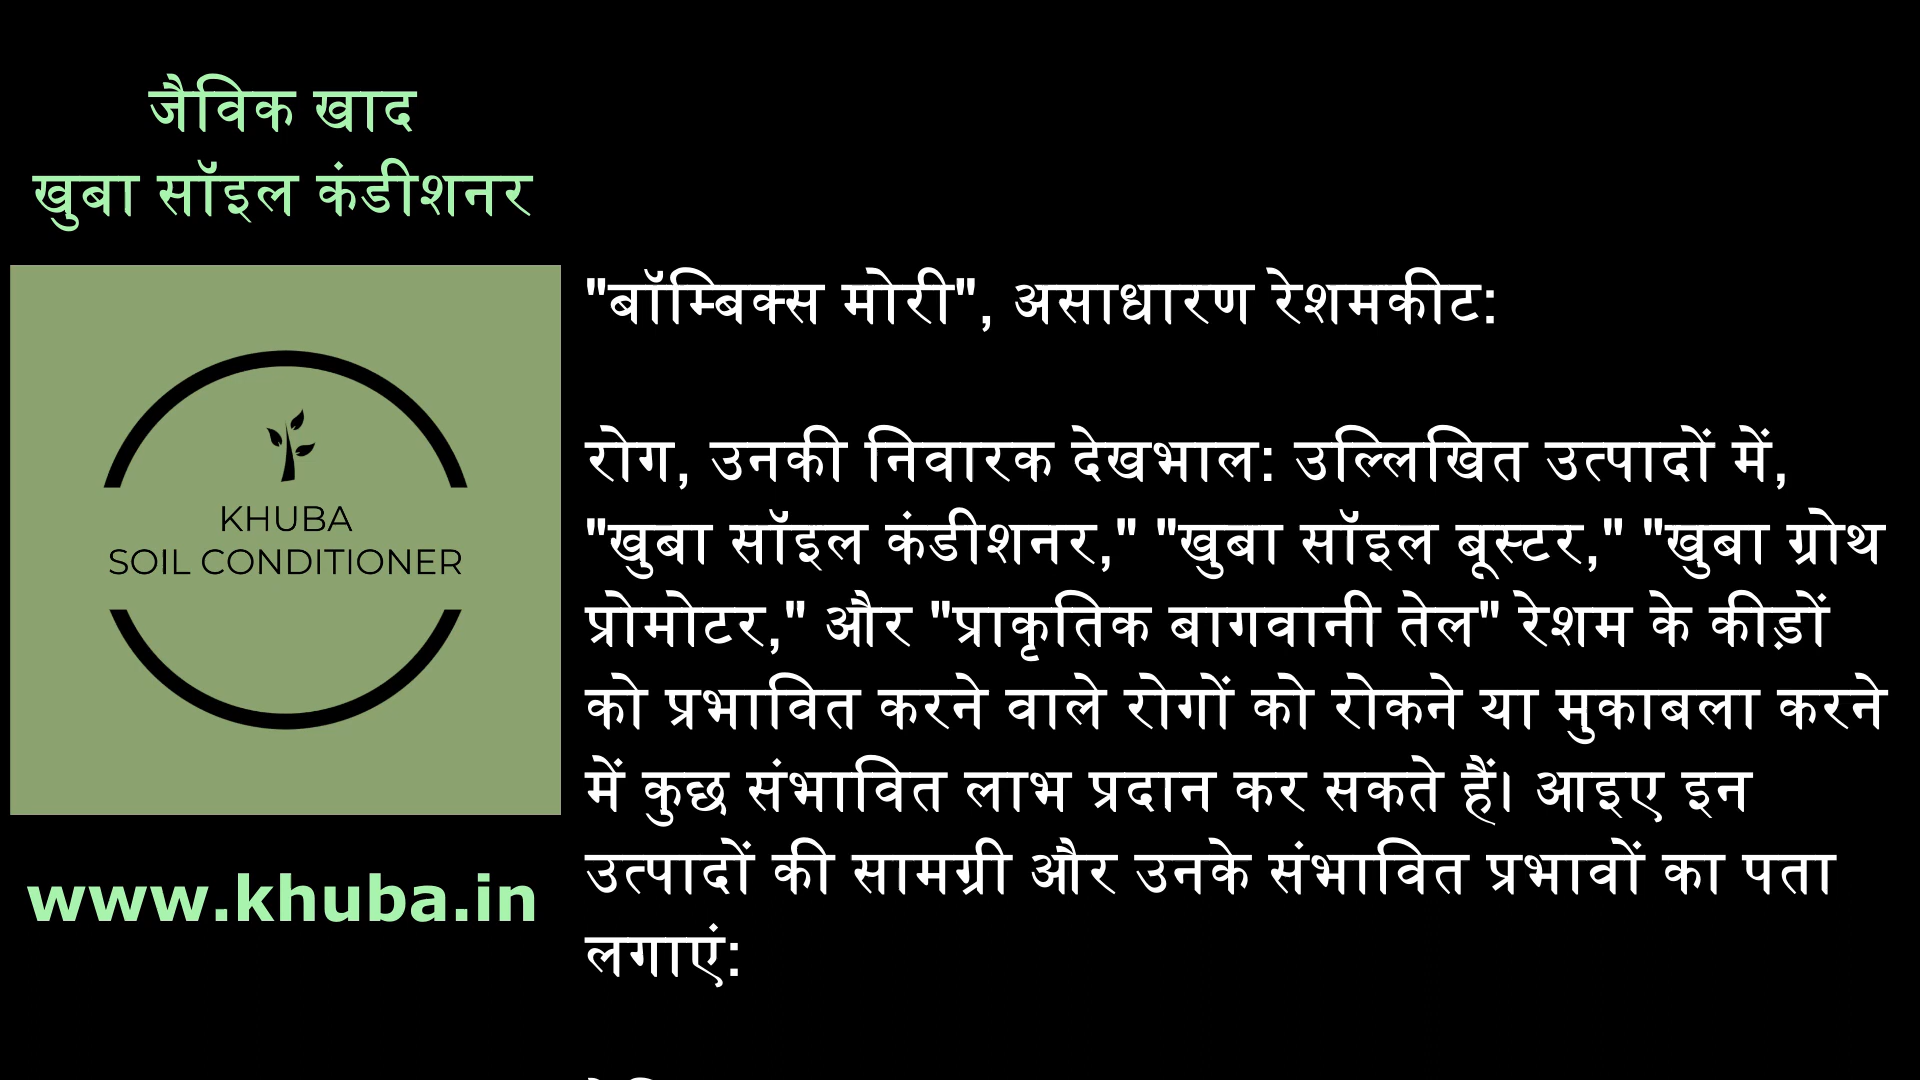 जैविक खाद
खुबा सॉइल कंडीशनर
KHUBA
SOIL CONDITIONER
www.khuba.in
"बॉम्बिक्स मोरी", असाधारण रेशमकीट:
रोग, उनकी निवारक देखभाल: उल्लिखित उत्पादों में,
"खुबा सॉइल कंडीशनर," "खुबा सॉइल बूस्टर," "खुबा ग्रोथ
प्रोमोटर," और "प्राकृतिक बागवानी तेल" रेशम के कीड़ों
को प्रभावित करने वाले रोगों को रोकने या मुकाबला करने
में कुछ संभावित लाभ प्रदान कर सकते हैं। आइए इन
उत्पादों की सामग्री और उनके संभावित प्रभावों का पता
लगाएं: